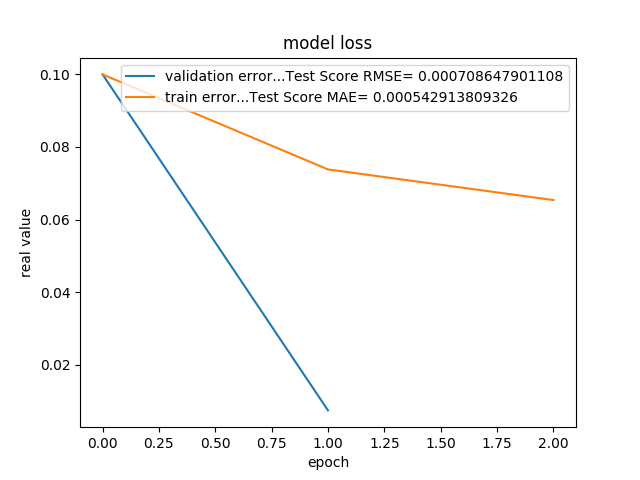 model loss
validation error...Test Score RMSE= 0.000708647901108
train error...Test Score MAE= 0.000542913809326
real value
0.10
0.08
0.06
0.04
0.02
0.00 0.25 0.50 0.75 1.00 1.25 1.50 1.75 2.00
epoch